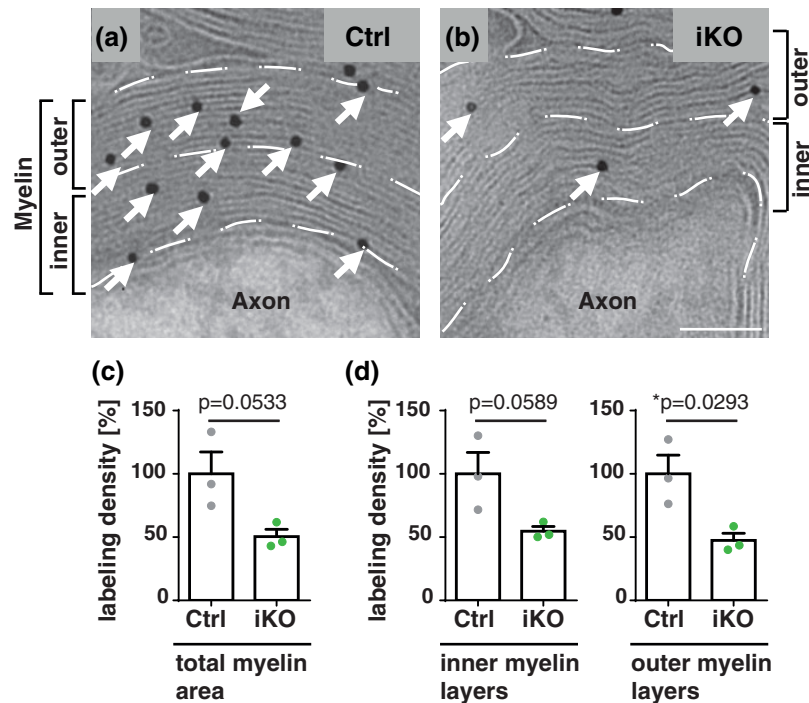 (a)
Ctrl
(b)
iKO
Myelin
outer
inner
outer
inner
Axon
Axon
(c)
labeling density [%]
150
100
50
0
p=0.0533
Ctrl
iKO
total myelin
area
(d)
labeling density [%]
150
100
50
0
p=0.0589
Ctrl
iKO
inner myelin
layers
150
100
50
0
*p=0.0293
Ctrl
iKO
outer myelin
layers